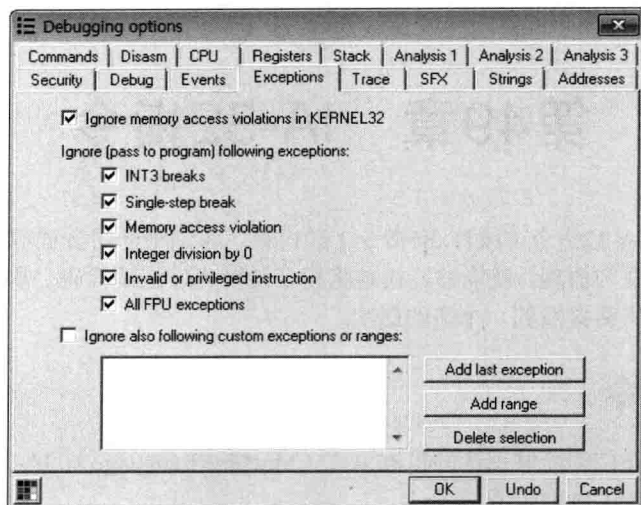 Debugging options
Commands Disasm CPU Registers Stack Analysis 1 Analysis 2 Analysis 3
Security Debug Events Exceptions Trace SFX Strings Addresses
Ignore memory access violations in KERNEL32
Ignore (pass to program) following exceptions:
INT3 breaks
Single-step break
Memory access violation
Integer division by 0
Invalid or privileged instruction
All FPU exceptions
Ignore also following custom exceptions or ranges:
Add last exception
Add range
Delete selection
OK Undo Cancel